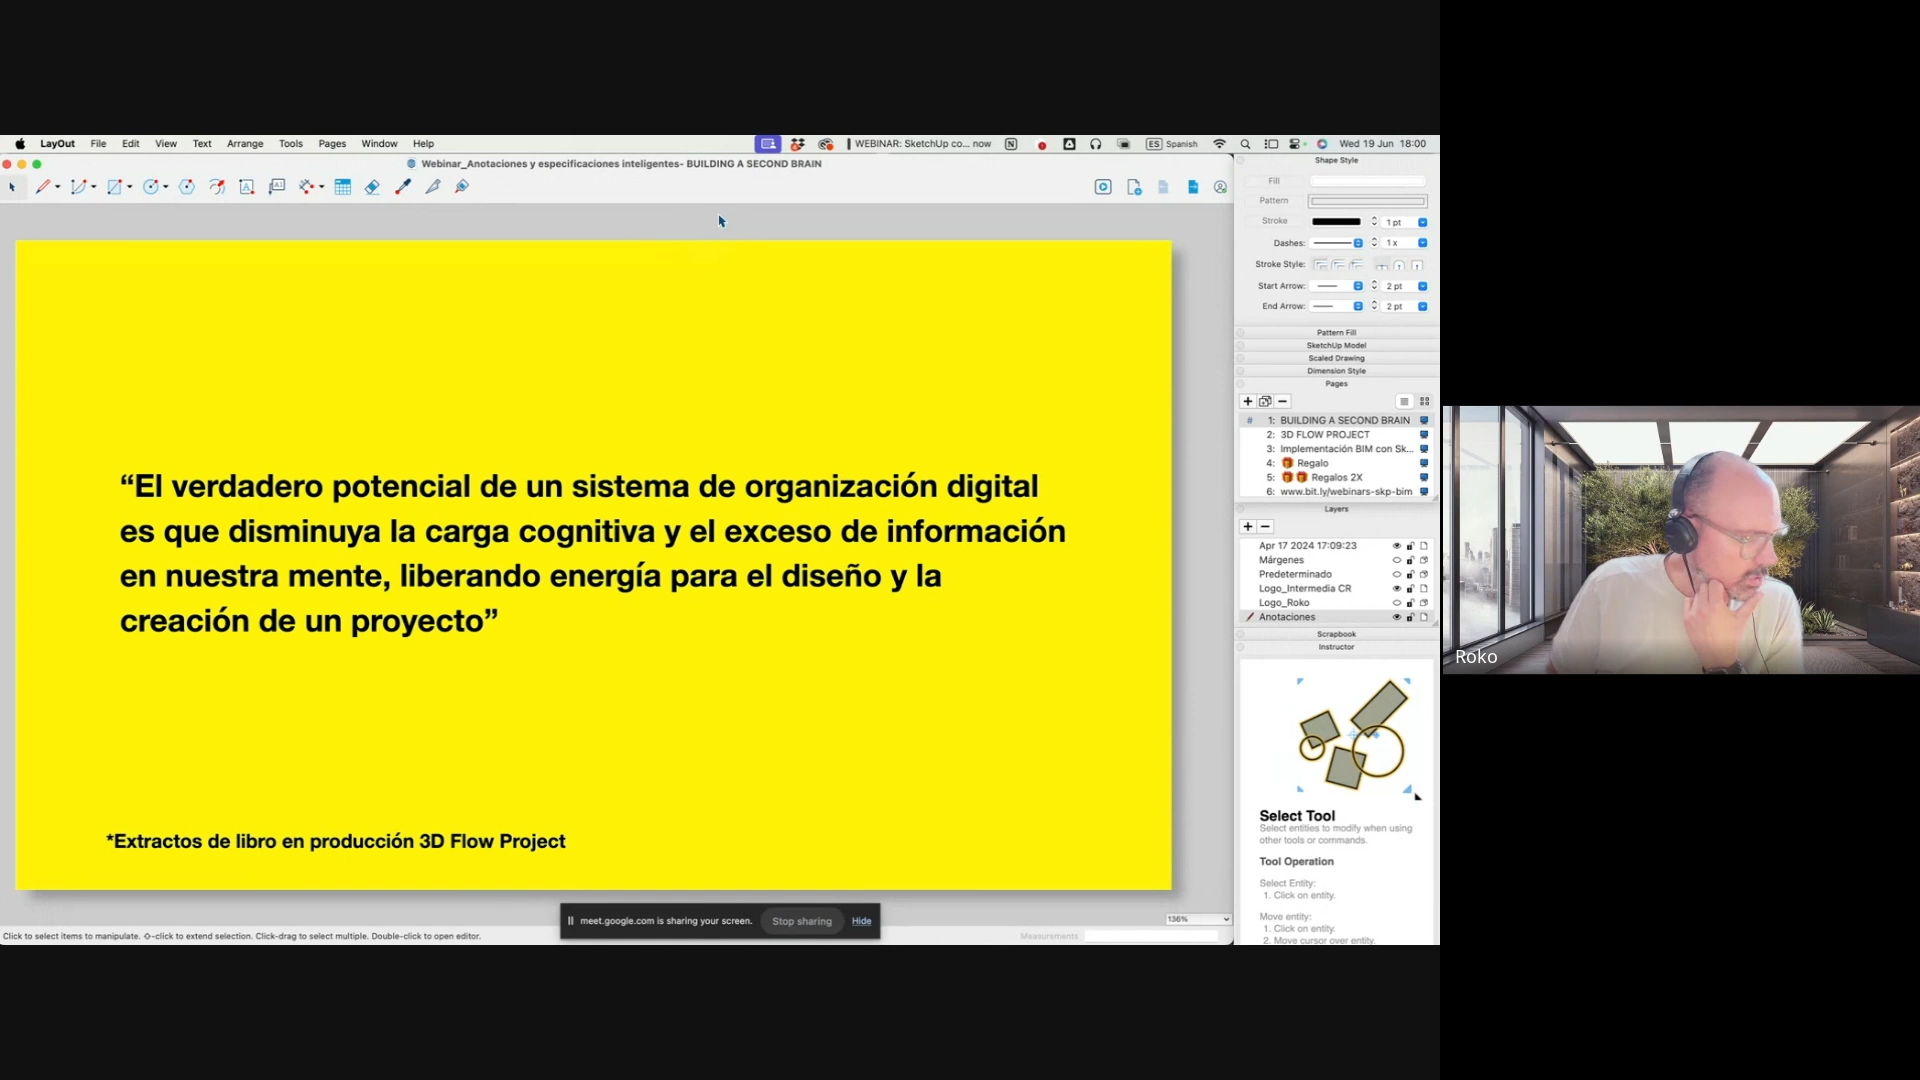 LayOut File Edit View Text Arrange Tools Pages Window Help
WEBINAR: SketchUp co... now
ES Spanish
Wed 19 Jun 18:00
Webinar_Anotaciones y especificaciones inteligentes- BUILDING A SECOND BRAIN
“El verdadero potencial de un sistema de organización digital
es que disminuya la carga cognitiva y el exceso de información
en nuestra mente, liberando energía para el diseño y la
creación de un proyecto”
*Extractos de libro en producción 3D Flow Project
meet.google.com is sharing your screen. Stop sharing Hide
136%
Click to select items to manipulate. ⇧-click to extend selection. Click-drag to select multiple. Double-click to open editor.
Measurements
Shape Style
Fill
Pattern
Stroke 1 pt
Dashes: 1 x
Stroke Style:
Start Arrow: 2 pt
End Arrow: 2 pt
Pattern Fill
SketchUp Model
Scaled Drawing
Dimension Style
Pages
# 1: BUILDING A SECOND BRAIN
2: 3D FLOW PROJECT
3: Implementación BIM con Sk...
4: 🎁 Regalo
5: 🎁 🎁 Regalos 2X
6: www.bit.ly/webinars-skp-bim
Layers
Apr 17 2024 17:09:23
Márgenes
Predeterminado
Logo_Intermedia CR
Logo_Roko
Anotaciones
Scrapbook
Instructor
Select Tool
Select entities to modify when using
other tools or commands.
Tool Operation
Select Entity:
1. Click on entity.
Move entity:
1. Click on entity.
2. Move cursor over entity.
Roko